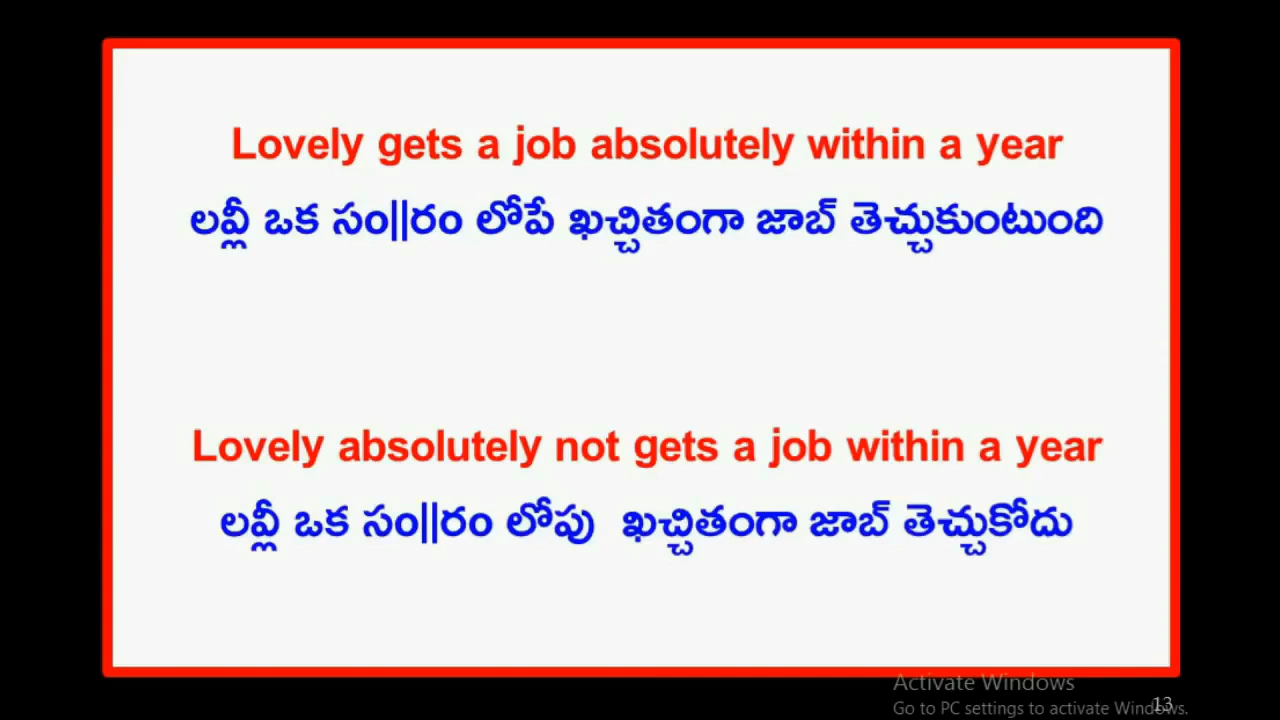 Lovely gets a job absolutely within a year
లవ్లీ ఒక సం||రం లోపే ఖచ్చితంగా జాబ్ తెచ్చుకుంటుంది
Lovely absolutely not gets a job within a year
లవ్లీ ఒక సం||రం లోపు ఖచ్చితంగా జాబ్ తెచ్చుకోదు
Activate Windows
Go to PC settings to activate Windows.
13